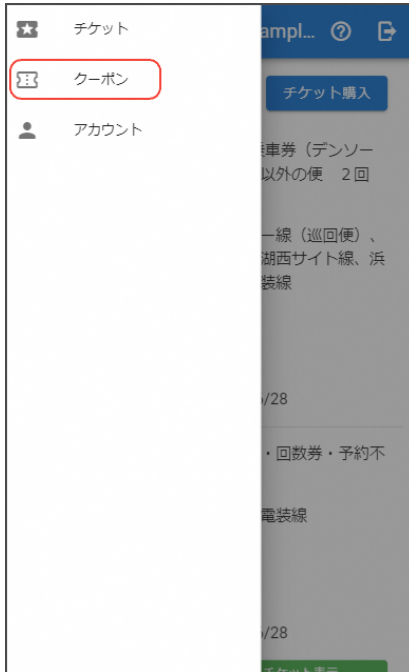 チケット
クーポン
アカウント
ampl...
チケット購入
乗車券（デンソー
以外の便　２回
ー線（巡回便）、
湖西サイト線、浜
装線
/28
・回数券・予約不
電装線
/28
チケット表示